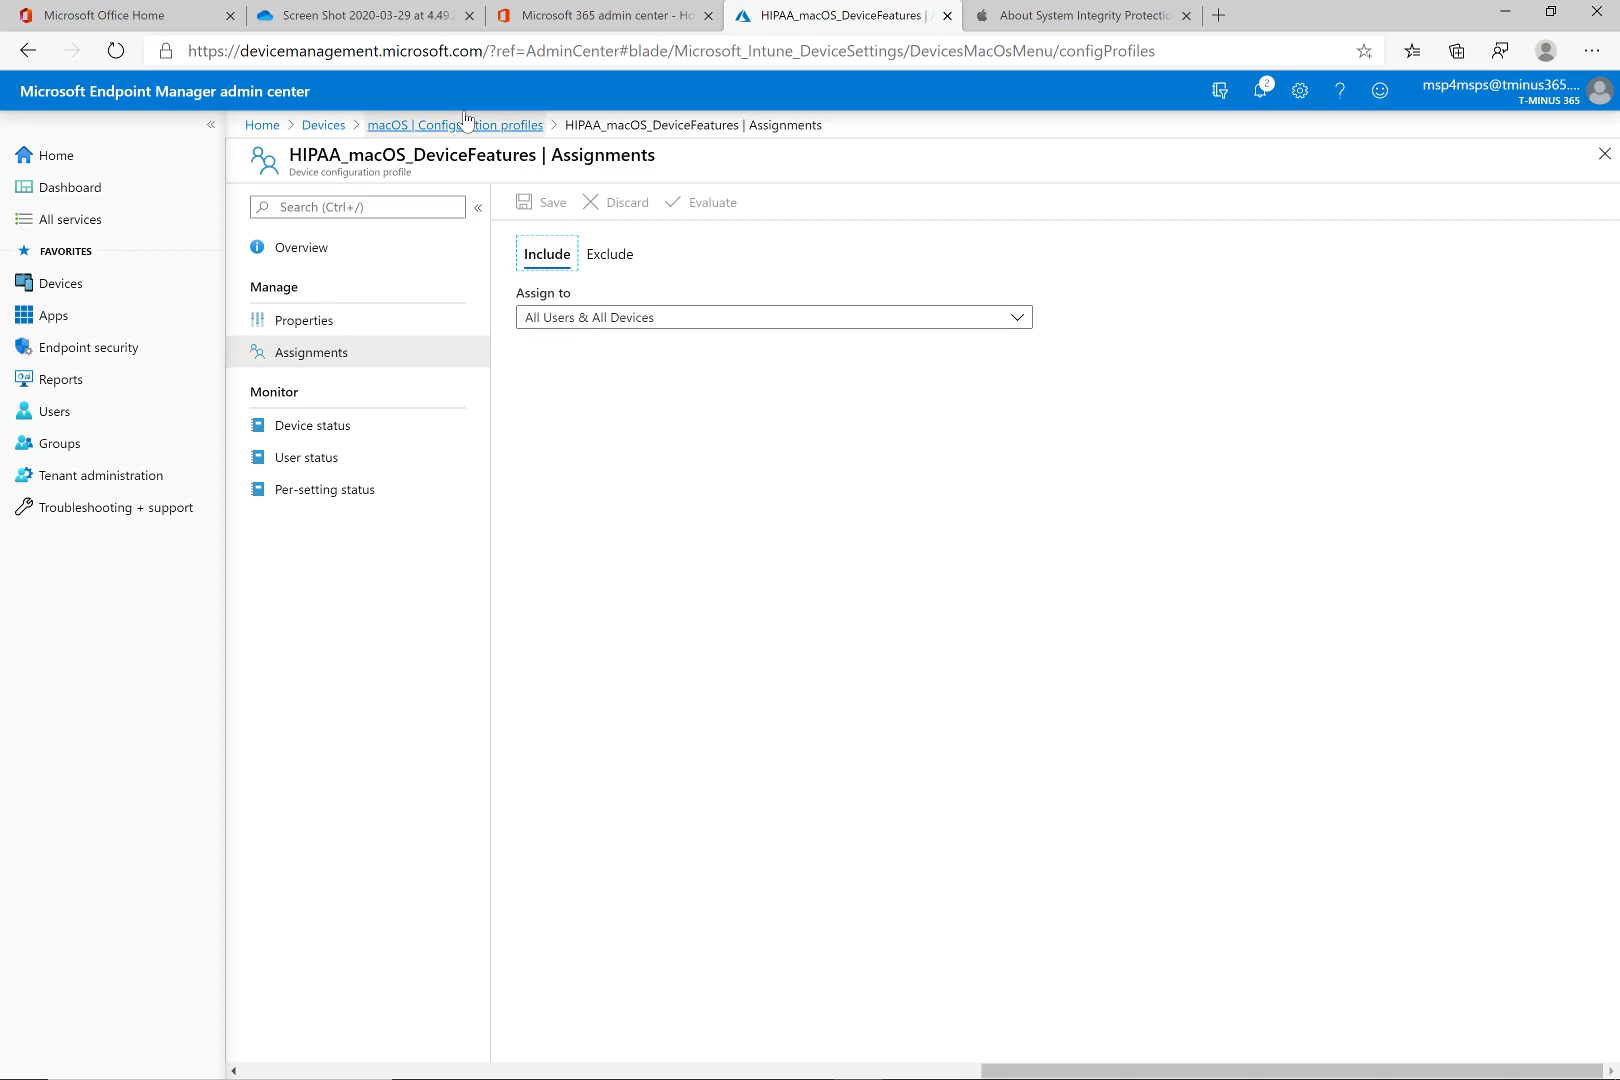 Microsoft Office Home
Screen Shot 2020-03-29 at 4.49.
Microsoft 365 admin center - Ho
HIPAA_macOS_DeviceFeatures |
About System Integrity Protectio
https://devicemanagement.microsoft.com/?ref=AdminCenter#blade/Microsoft_Intune_DeviceSettings/DevicesMacOsMenu/configProfiles
Microsoft Endpoint Manager admin center
2
msp4msps@tminus365....
T-MINUS 365
Home > Devices > macOS | Configuration profiles > HIPAA_macOS_DeviceFeatures | Assignments
HIPAA_macOS_DeviceFeatures | Assignments
Device configuration profile
Home
Dashboard
All services
FAVORITES
Devices
Apps
Endpoint security
Reports
Users
Groups
Tenant administration
Troubleshooting + support
Search (Ctrl+/)
Overview
Manage
Properties
Assignments
Monitor
Device status
User status
Per-setting status
Save Discard Evaluate
Include Exclude
Assign to
All Users & All Devices